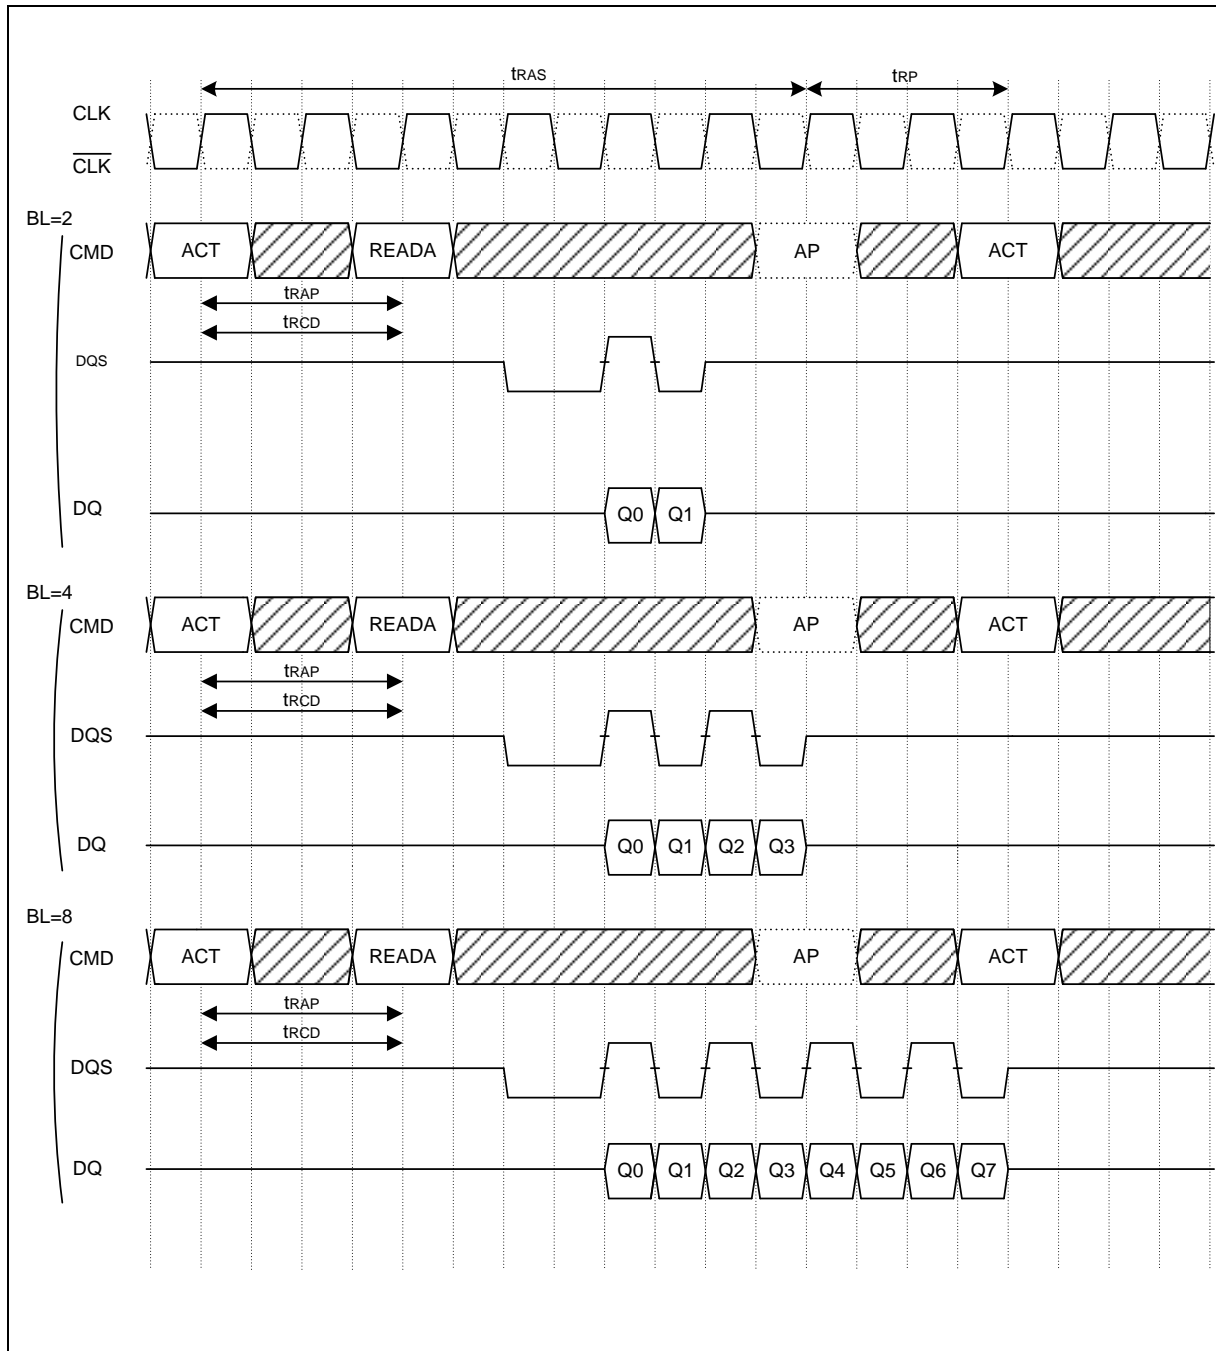 tRAS tRP
CLK
CLK
BL=2
CMD ACT READA AP ACT
tRAP
tRCD
DQS
DQ Q0 Q1
BL=4
CMD ACT READA AP ACT
tRAP
tRCD
DQS
DQ Q0 Q1 Q2 Q3
BL=8
CMD ACT READA AP ACT
tRAP
tRCD
DQS
DQ Q0 Q1 Q2 Q3 Q4 Q5 Q6 Q7